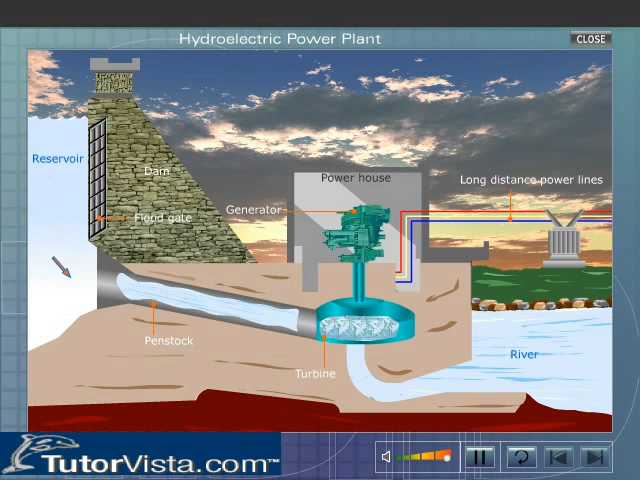 Hydroelectric Power Plant
CLOSE
Reservoir
Dam
Power house
Long distance power lines
Generator
Flood gate
Penstock
River
Turbine
TutorVista.com™